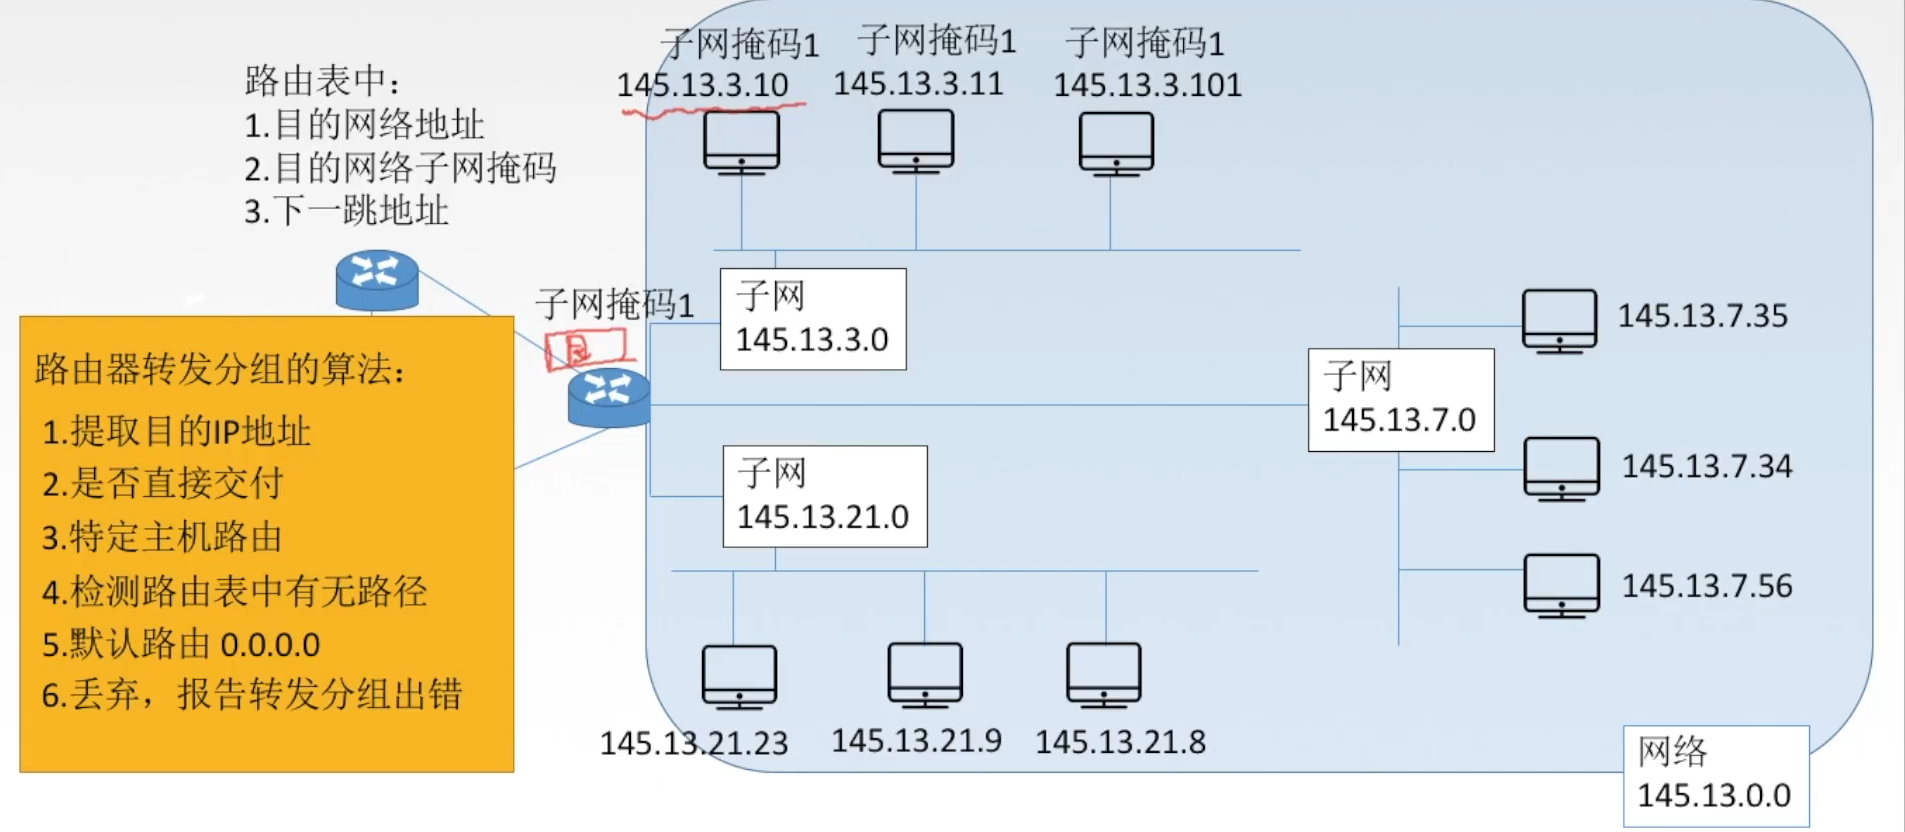 子网掩码1
子网掩码1
子网掩码1
145.13.3.10
145.13.3.11
145.13.3.101
路由表中：
1.目的网络地址
2.目的网络子网掩码
3.下一跳地址
子网掩码1
子网
145.13.3.0
145.13.7.35
子网
145.13.7.0
145.13.7.34
145.13.7.56
子网
145.13.21.0
路由器转发分组的算法：
1.提取目的IP地址
2.是否直接交付
3.特定主机路由
4.检测路由表中有无路径
5.默认路由 0.0.0.0
6.丢弃，报告转发分组出错
145.13.21.23
145.13.21.9
145.13.21.8
网络
145.13.0.0